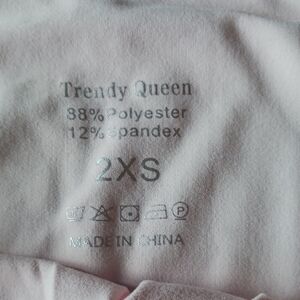 Trendy Queen
88% Polyester
12% Spandex
2XS
P
MADE IN CHINA